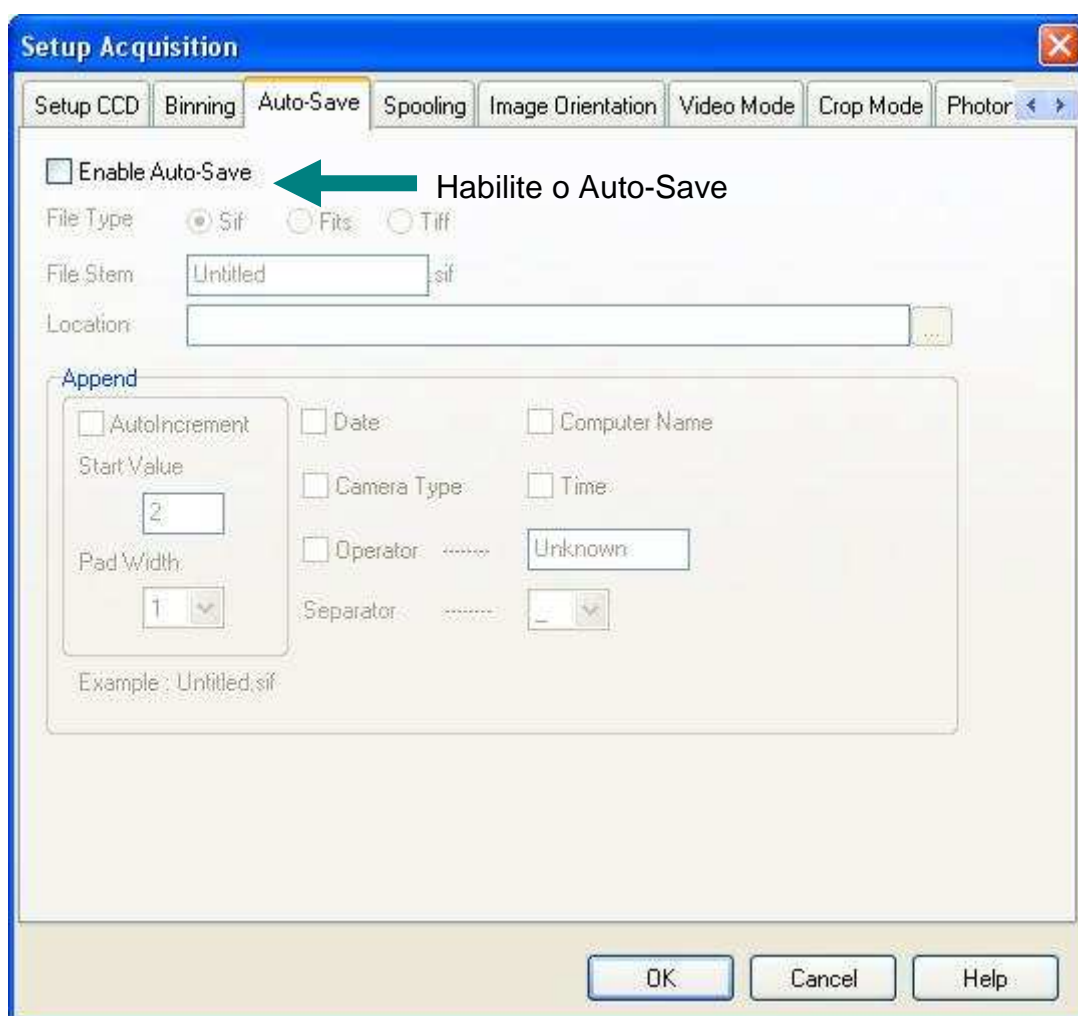 Setup Acquisition
Setup CCD Binning Auto-Save Spooling Image Orientation Video Mode Crop Mode Photon
Enable Auto-Save
Habilite o Auto-Save
File Type Sif Fits Tiff
File Stem Untitled .sif
Location ...
Append
AutoIncrement Date Computer Name
Start Value
Camera Type Time
2
Operator -------- Unknown
Pad Width
1
Separator -------- _
Example : Untitled.sif
OK Cancel Help